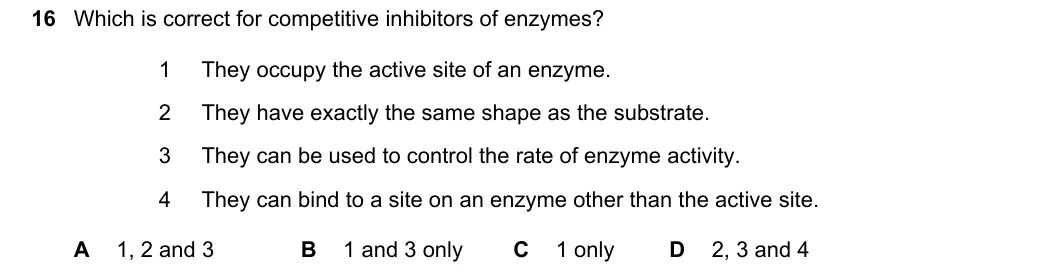 16 Which is correct for competitive inhibitors of enzymes?
1 They occupy the active site of an enzyme.
2 They have exactly the same shape as the substrate.
3 They can be used to control the rate of enzyme activity.
4 They can bind to a site on an enzyme other than the active site.
A 1, 2 and 3 B 1 and 3 only C 1 only D 2, 3 and 4